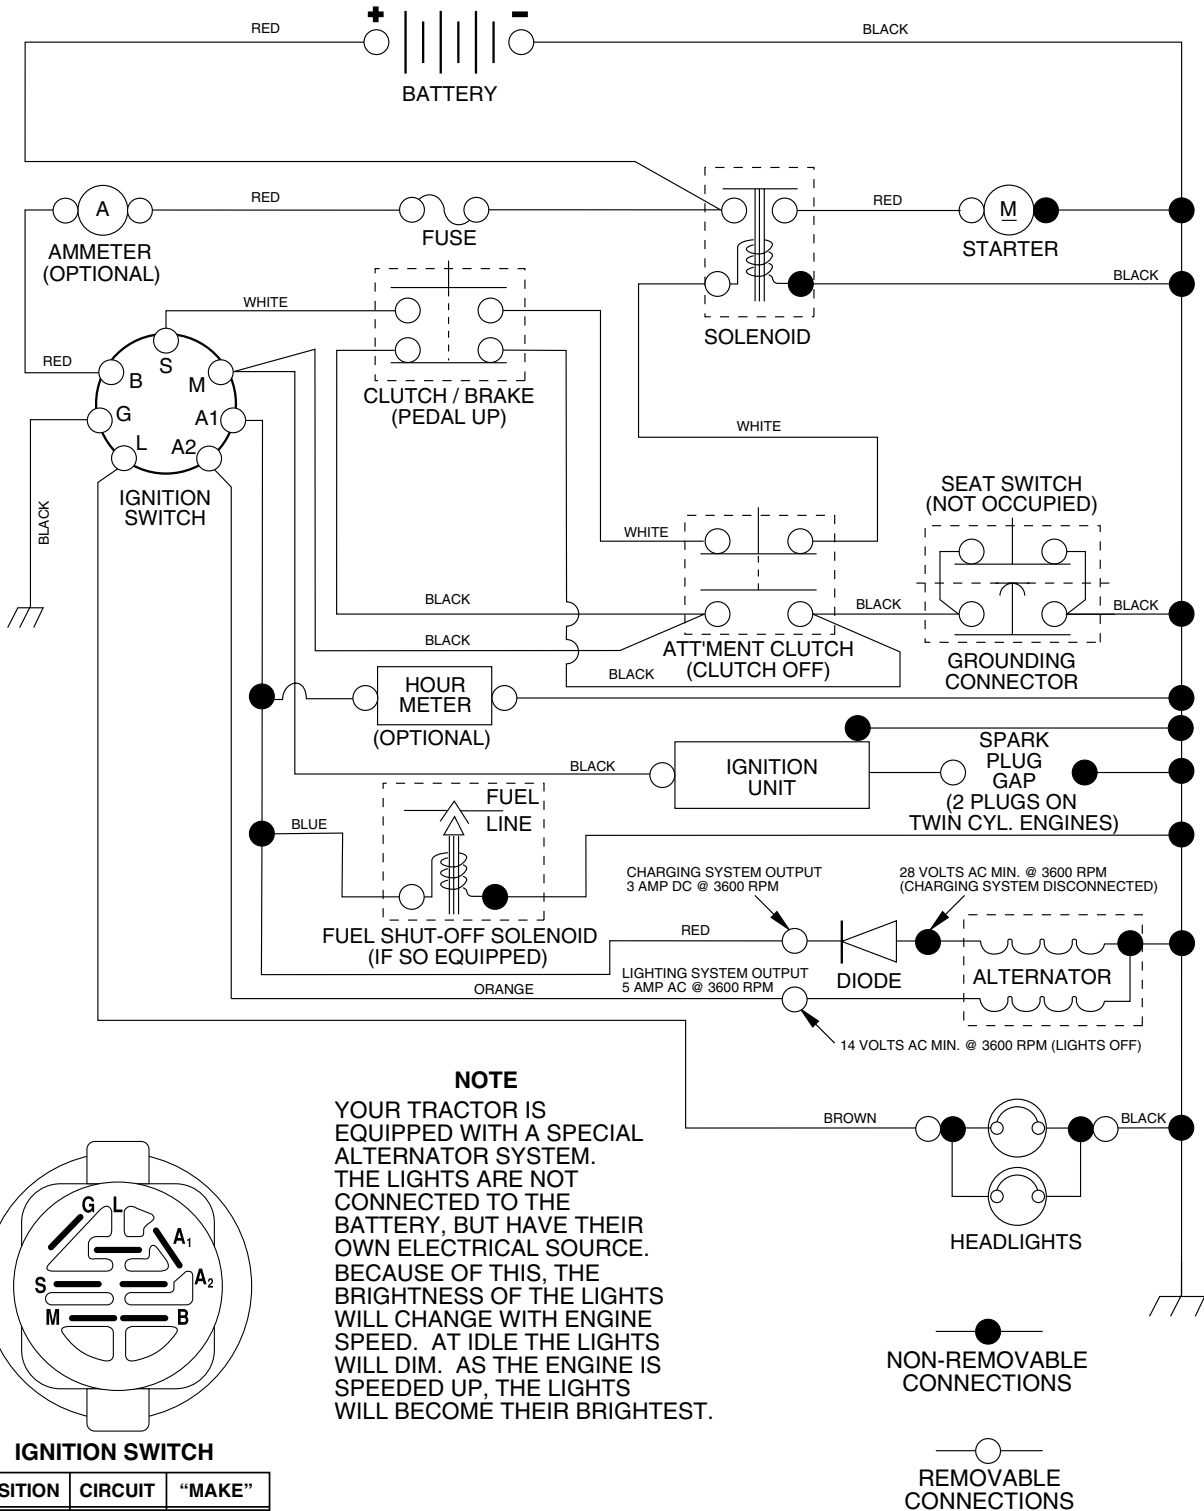 RED
+
-
BLACK
BATTERY
A
RED
FUSE
RED
M
AMMETER
(OPTIONAL)
STARTER
BLACK
SOLENOID
WHITE
RED
S
B
M
G
A1
L
A2
IGNITION
SWITCH
BLACK
CLUTCH / BRAKE
(PEDAL UP)
WHITE
SEAT SWITCH
(NOT OCCUPIED)
WHITE
BLACK
BLACK
BLACK
BLACK
ATT'MENT CLUTCH
(CLUTCH OFF)
BLACK
GROUNDING
CONNECTOR
HOUR
METER
(OPTIONAL)
BLACK
IGNITION
UNIT
SPARK
PLUG
GAP
(2 PLUGS ON
TWIN CYL. ENGINES)
FUEL
LINE
BLUE
FUEL SHUT-OFF SOLENOID
(IF SO EQUIPPED)
CHARGING SYSTEM OUTPUT
3 AMP DC @ 3600 RPM
28 VOLTS AC MIN. @ 3600 RPM
(CHARGING SYSTEM DISCONNECTED)
RED
DIODE
ALTERNATOR
LIGHTING SYSTEM OUTPUT
5 AMP AC @ 3600 RPM
ORANGE
14 VOLTS AC MIN. @ 3600 RPM (LIGHTS OFF)
NOTE
YOUR TRACTOR IS
EQUIPPED WITH A SPECIAL
ALTERNATOR SYSTEM.
THE LIGHTS ARE NOT
CONNECTED TO THE
BATTERY, BUT HAVE THEIR
OWN ELECTRICAL SOURCE.
BECAUSE OF THIS, THE
BRIGHTNESS OF THE LIGHTS
WILL CHANGE WITH ENGINE
SPEED. AT IDLE THE LIGHTS
WILL DIM. AS THE ENGINE IS
SPEEDED UP, THE LIGHTS
WILL BECOME THEIR BRIGHTEST.
BROWN
BLACK
HEADLIGHTS
G
L
A1
S
A2
M
B
IGNITION SWITCH
SITION CIRCUIT “MAKE”
NON-REMOVABLE
CONNECTIONS
REMOVABLE
CONNECTIONS